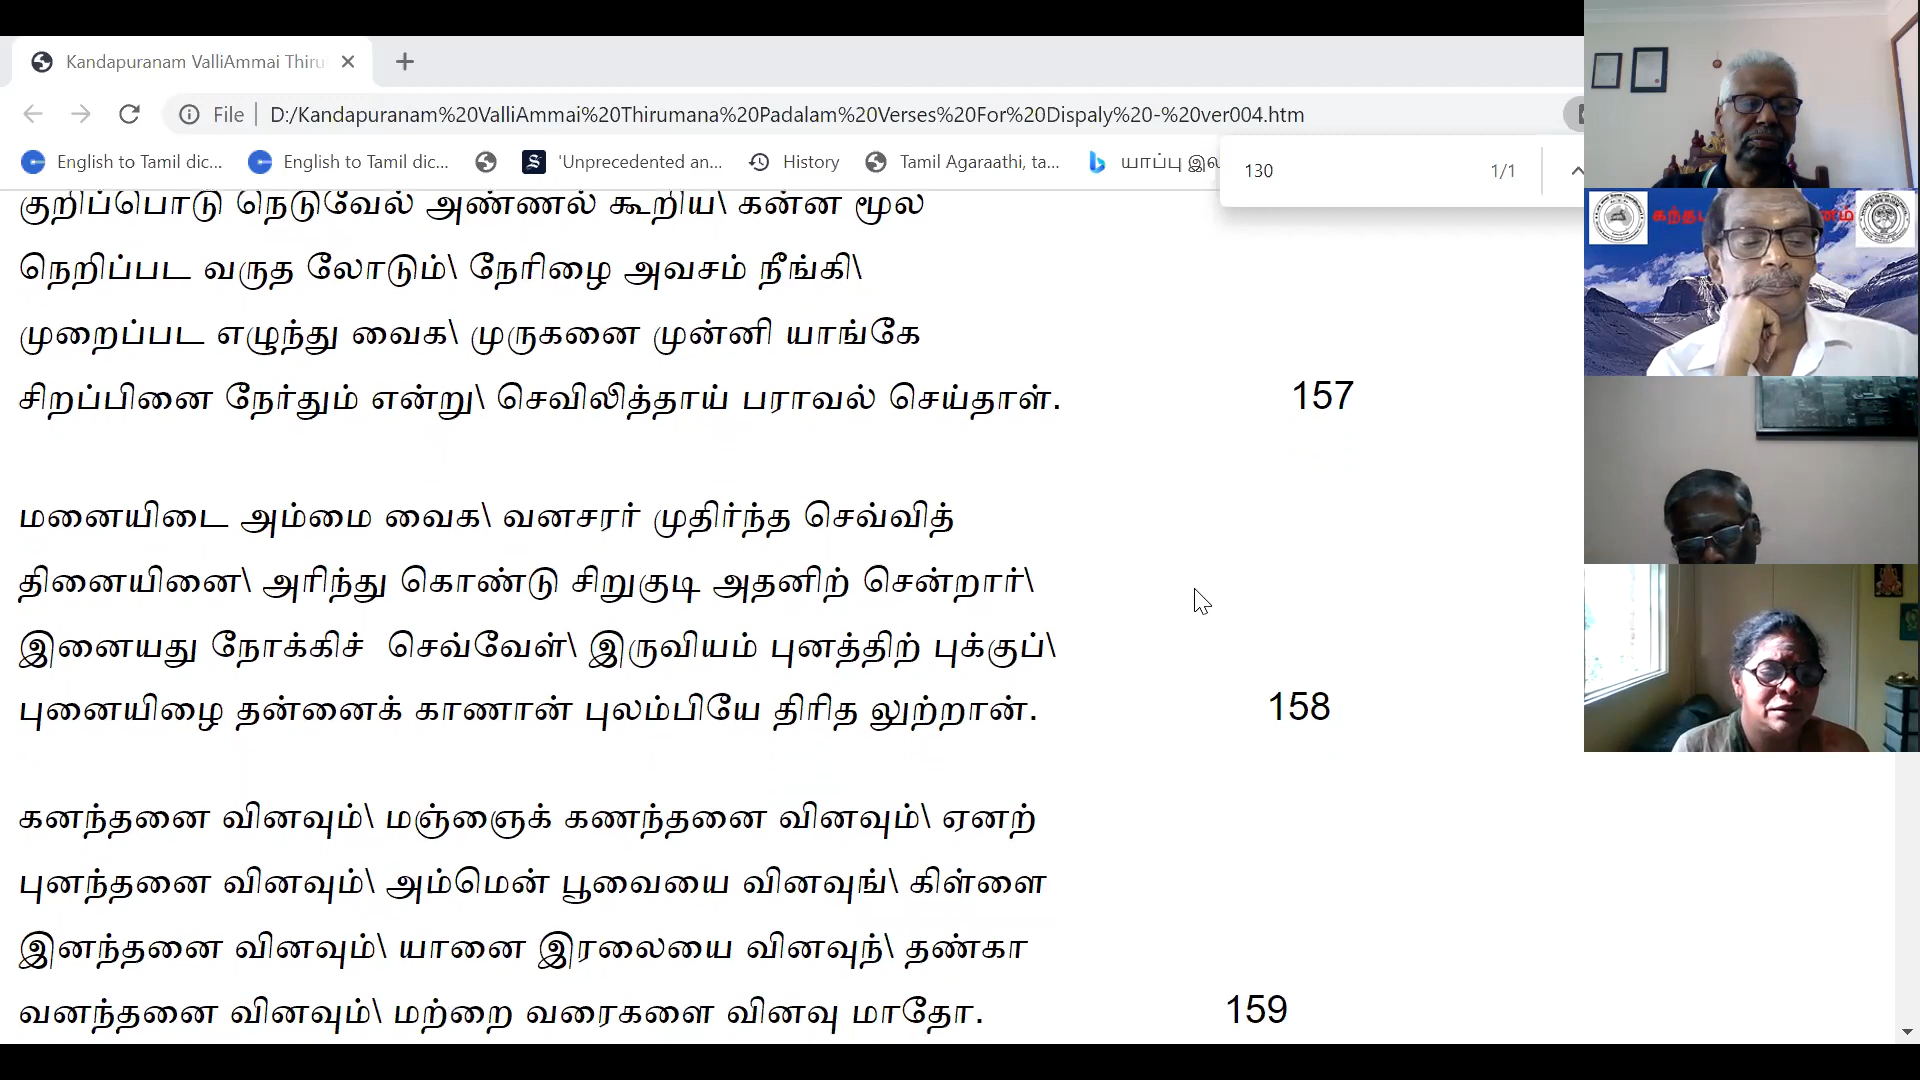 Kandapuranam ValliAmmai Thiru
File
D:/Kandapuranam%20ValliAmmai%20Thirumana%20Padalam%20Verses%20For%20Dispaly%20-%20ver004.htm
English to Tamil dic...
English to Tamil dic...
'Unprecedented an...
History
Tamil Agaraathi, ta...
யாப்பு இல
130
1/1
குறிப்பொடு நெடுவேல் அண்ணல் கூறிய\ கன்ன மூல
நெறிப்பட வருத லோடும்\ நேரிழை அவசம் நீங்கி\
முறைப்பட எழுந்து வைக\ முருகனை முன்னி யாங்கே
சிறப்பினை நேர்தும் என்று\ செவிலித்தாய் பராவல் செய்தாள். 157
மனையிடை அம்மை வைக\ வனசரர் முதிர்ந்த செவ்வித்
தினையினை\ அரிந்து கொண்டு சிறுகுடி அதனிற் சென்றார்\
இனையது நோக்கிச் செவ்வேள்\ இருவியம் புனத்திற் புக்குப்\
புனையிழை தன்னைக் காணான் புலம்பியே திரித லுற்றான். 158
கனந்தனை வினவும்\ மஞ்ஞைக் கணந்தனை வினவும்\ ஏனற்
புனந்தனை வினவும்\ அம்மென் பூவையை வினவுங்\ கிள்ளை
இனந்தனை வினவும்\ யானை இரலையை வினவுந்\ தண்கா
வனந்தனை வினவும்\ மற்றை வரைகளை வினவு மாதோ. 159